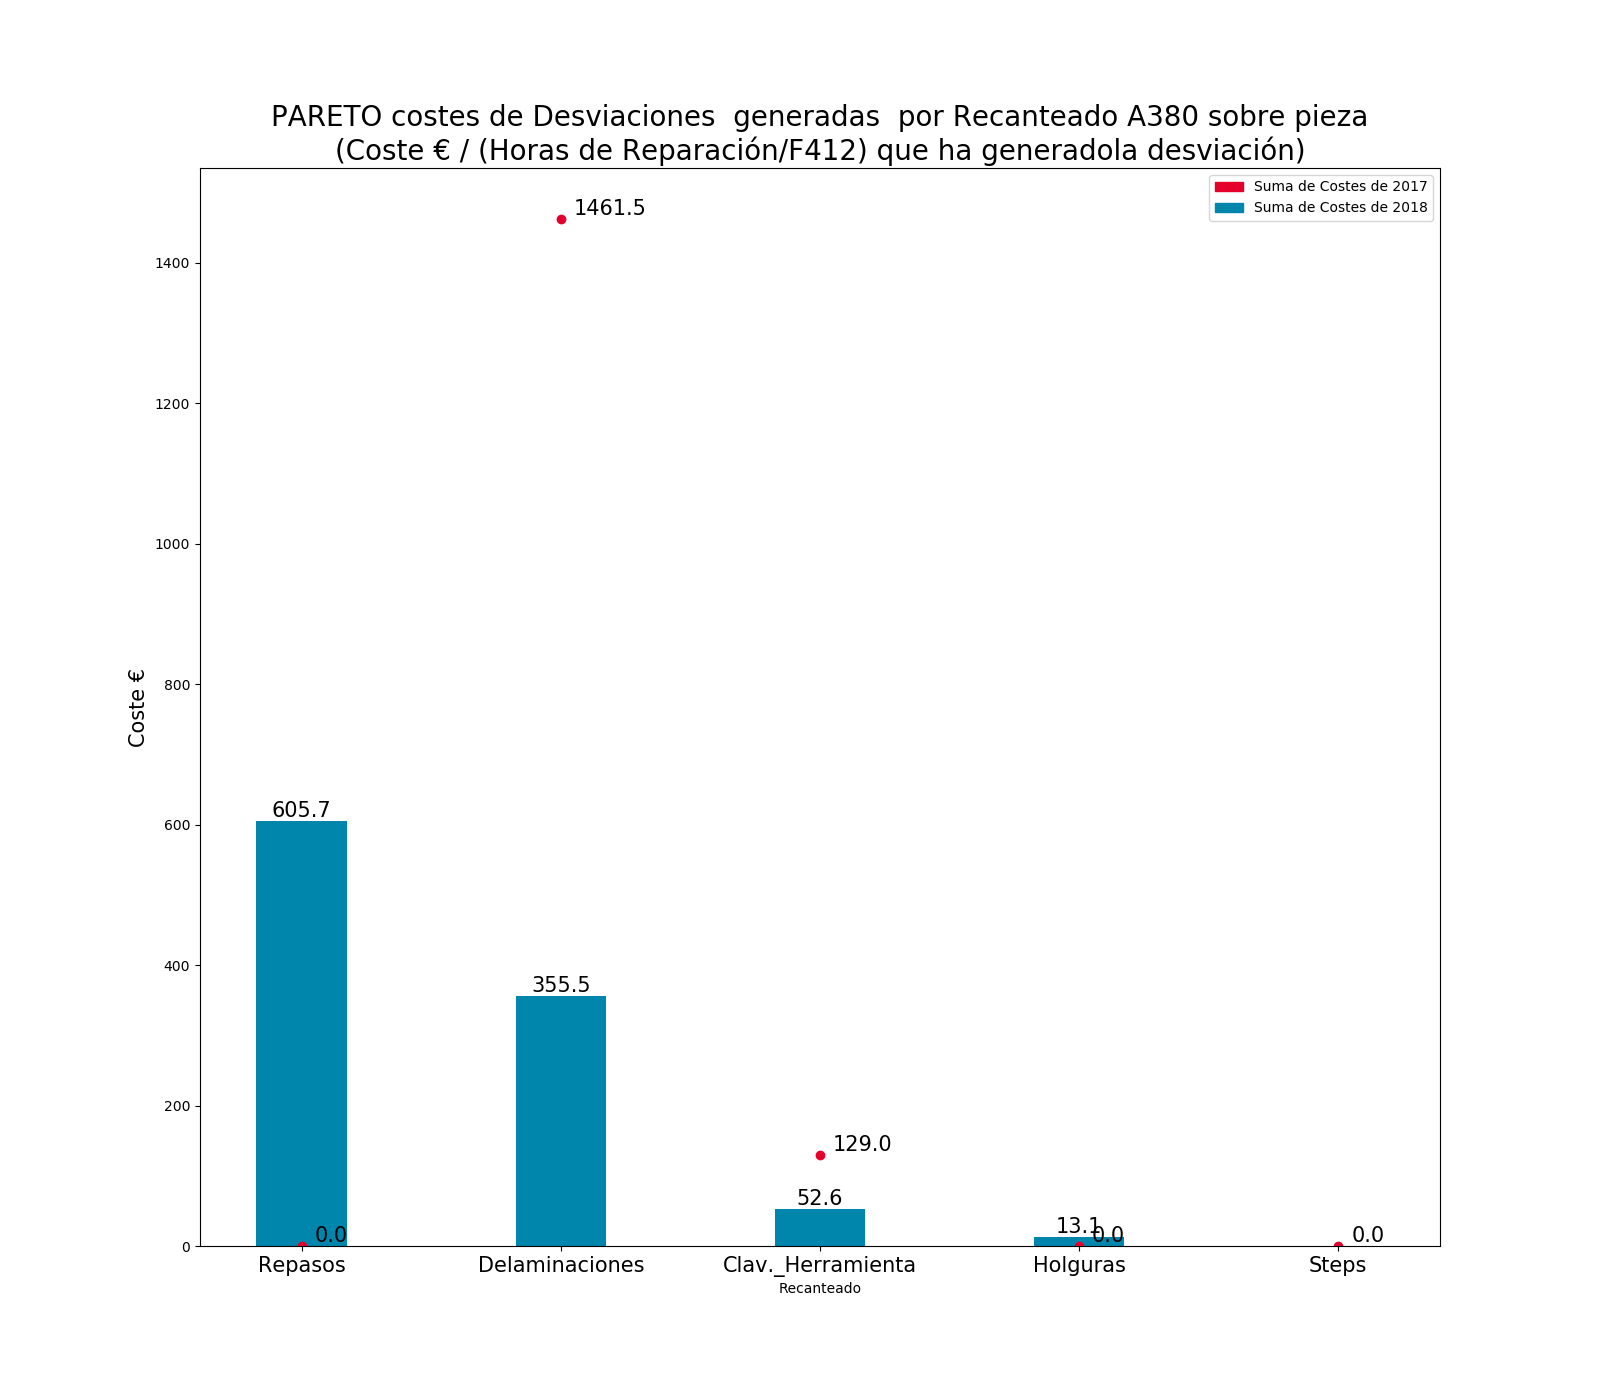 PARETO costes de Desviaciones  generadas  por Recanteado A380 sobre pieza
(Coste € / (Horas de Reparación/F412) que ha generadola desviación)
Suma de Costes de 2017
Suma de Costes de 2018
1461.5
1400
1200
1000
800
Coste €
605.7
600
400
355.5
200
129.0
52.6
13.1
0
0.0
0.0
0.0
Repasos
Delaminaciones
Clav._Herramienta
Holguras
Steps
Recanteado